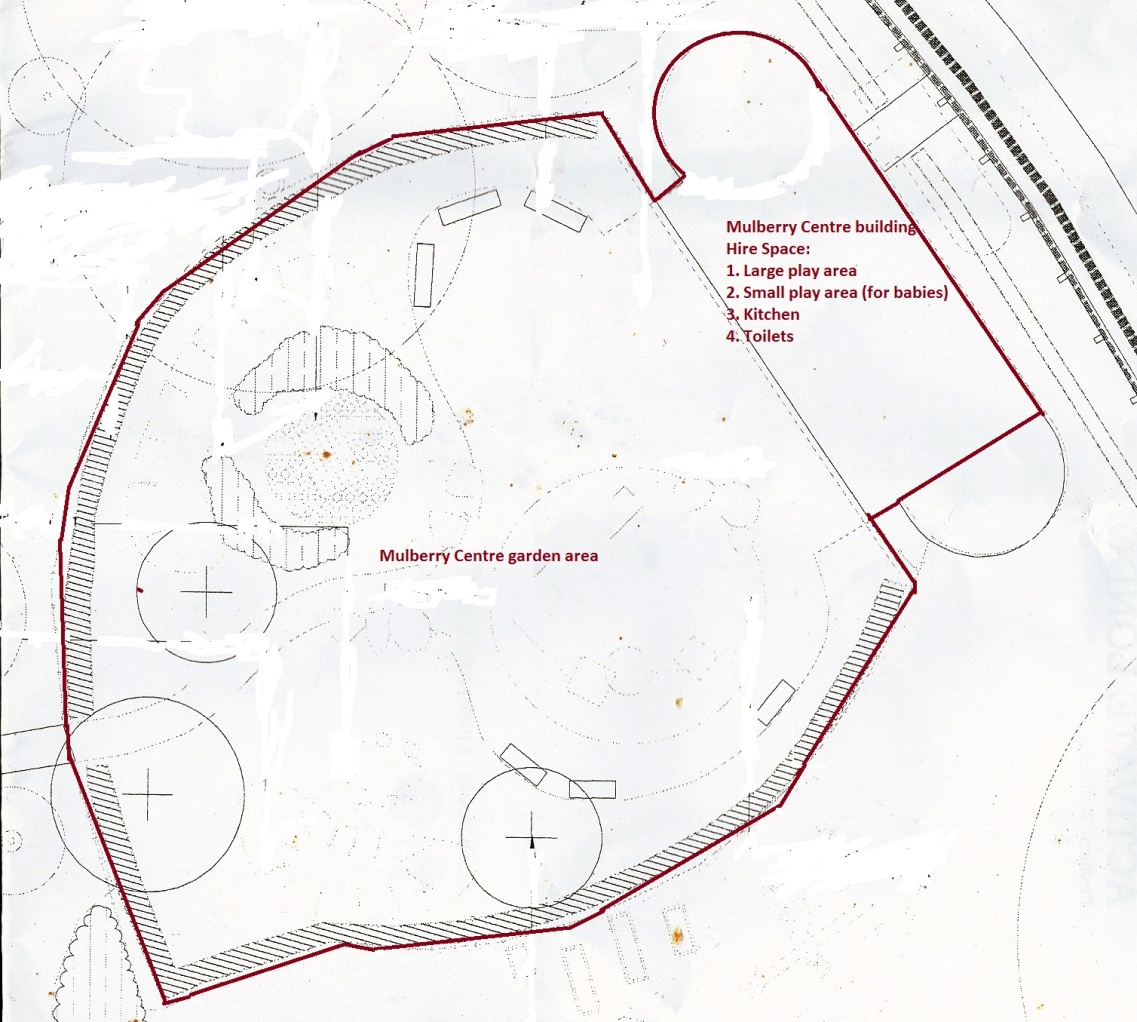 Mulberry Centre building
Hire Space:
1. Large play area
2. Small play area (for babies)
3. Kitchen
4. Toilets
Mulberry Centre garden area